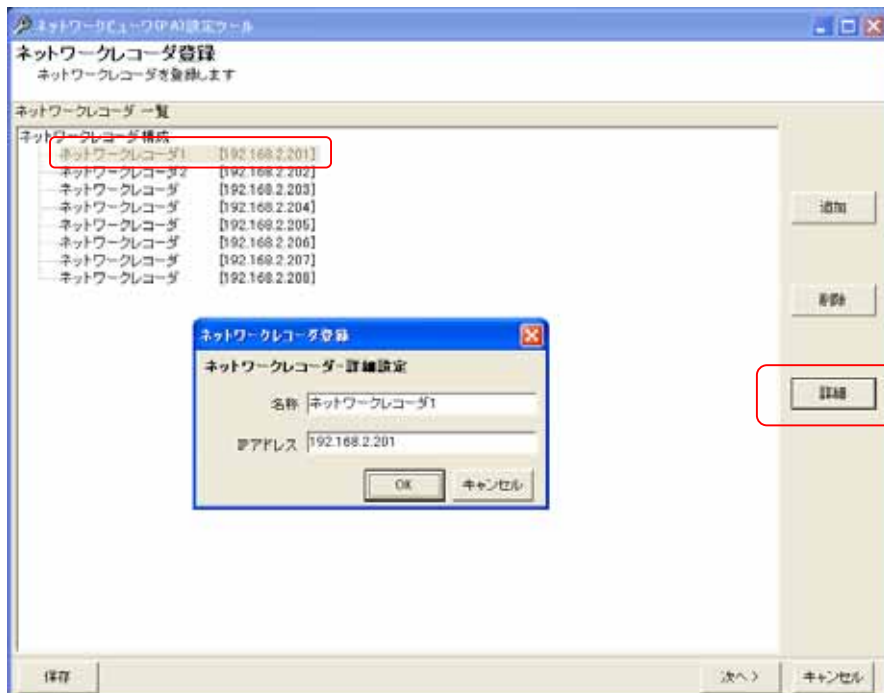 ネットワークビューワ(PA)設定ツール
ネットワークレコーダ登録
ネットワークレコーダを登録します
ネットワークレコーダ 一覧
ネットワークレコーダ構成
ネットワークレコーダ1 [192.168.2.201]
ネットワークレコーダ2 [192.168.2.202]
ネットワークレコーダ [192.168.2.203]
ネットワークレコーダ [192.168.2.204]
ネットワークレコーダ [192.168.2.205]
ネットワークレコーダ [192.168.2.206]
ネットワークレコーダ [192.168.2.207]
ネットワークレコーダ [192.168.2.208]
追加
削除
詳細
ネットワークレコーダ登録
ネットワークレコーダ-詳細設定
名称 ネットワークレコーダ1
IPアドレス 192.168.2.201
OK キャンセル
保存 次へ > キャンセル